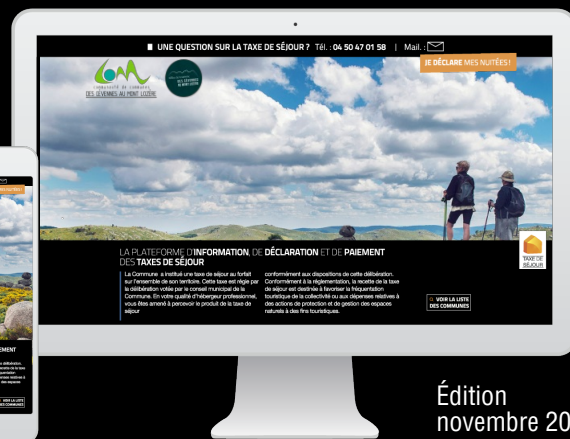 UNE QUESTION SUR LA TAXE DE SÉJOUR ? Tél. : 04 50 47 01 58 | Mail. :
JE DÉCLARE MES NUITÉES !
communauté de communes
DES CÉVENNES AU MONT LOZÈRE
LA PLATEFORME D'INFORMATION, DE DÉCLARATION ET DE PAIEMENT
DES TAXES DE SÉJOUR
La Commune a institué une taxe de séjour au forfait
sur l'ensemble de son territoire. Cette taxe est régie par
la délibération votée par le conseil municipal de la
Commune. En votre qualité d'hébergeur professionnel,
vous êtes amené à percevoir le produit de la taxe de
séjour
conformément aux dispositions de cette délibération.
Conformément à la réglementation, la recette de la taxe
de séjour est destinée à favoriser la fréquentation
touristique de la collectivité ou aux dépenses relatives à
des actions de protection et de gestion des espaces
naturels à des fins touristiques.
TAXE DE
SÉJOUR
VOIR LA LISTE
DES COMMUNES
Édition
novembre 20